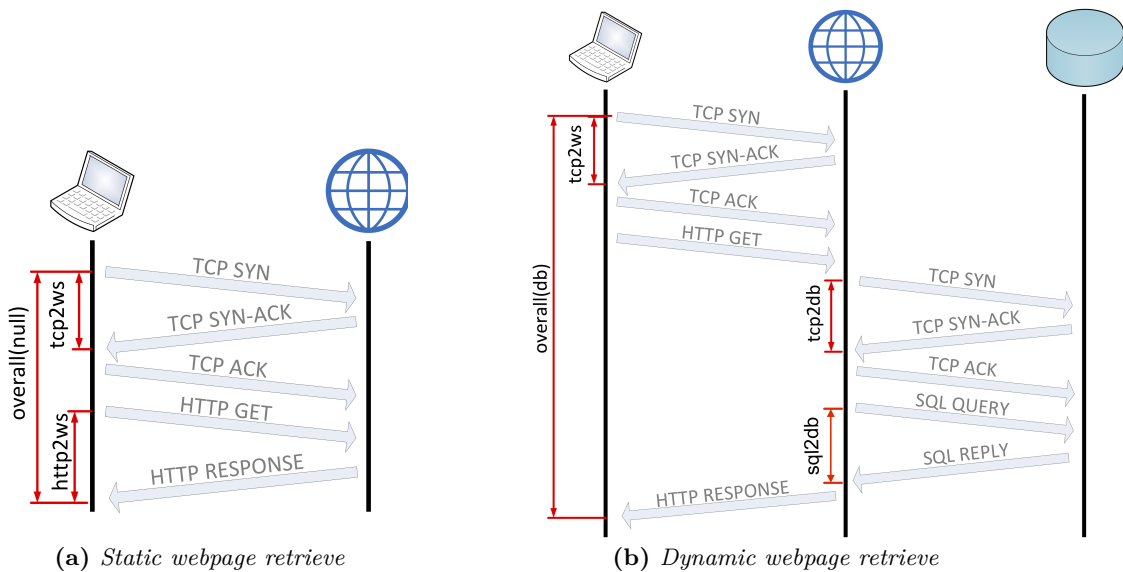 TCP SYN
TCP SYN-ACK
TCP ACK
HTTP GET
HTTP RESPONSE
overall(null)
tcp2ws
http2ws
(a) Static webpage retrieve
TCP SYN
TCP SYN-ACK
TCP ACK
HTTP GET
TCP SYN
TCP SYN-ACK
TCP ACK
SQL QUERY
SQL REPLY
HTTP RESPONSE
overall(db)
tcp2ws
tcp2db
sql2db
(b) Dynamic webpage retrieve